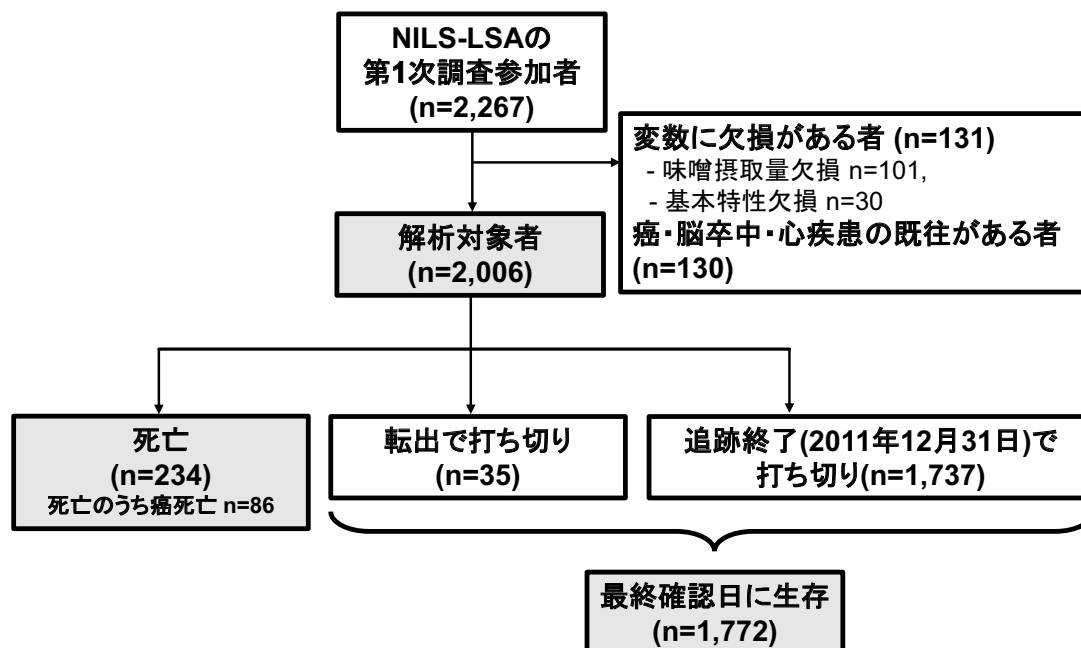 NILS-LSAの
第1次調査参加者
(n=2,267)
変数に欠損がある者 (n=131)
- 味噌摂取量欠損 n=101,
- 基本特性欠損 n=30
癌・脳卒中・心疾患の既往がある者
(n=130)
解析対象者
(n=2,006)
死亡
(n=234)
死亡のうち癌死亡 n=86
転出で打ち切り
(n=35)
追跡終了(2011年12月31日)で
打ち切り(n=1,737)
最終確認日に生存
(n=1,772)